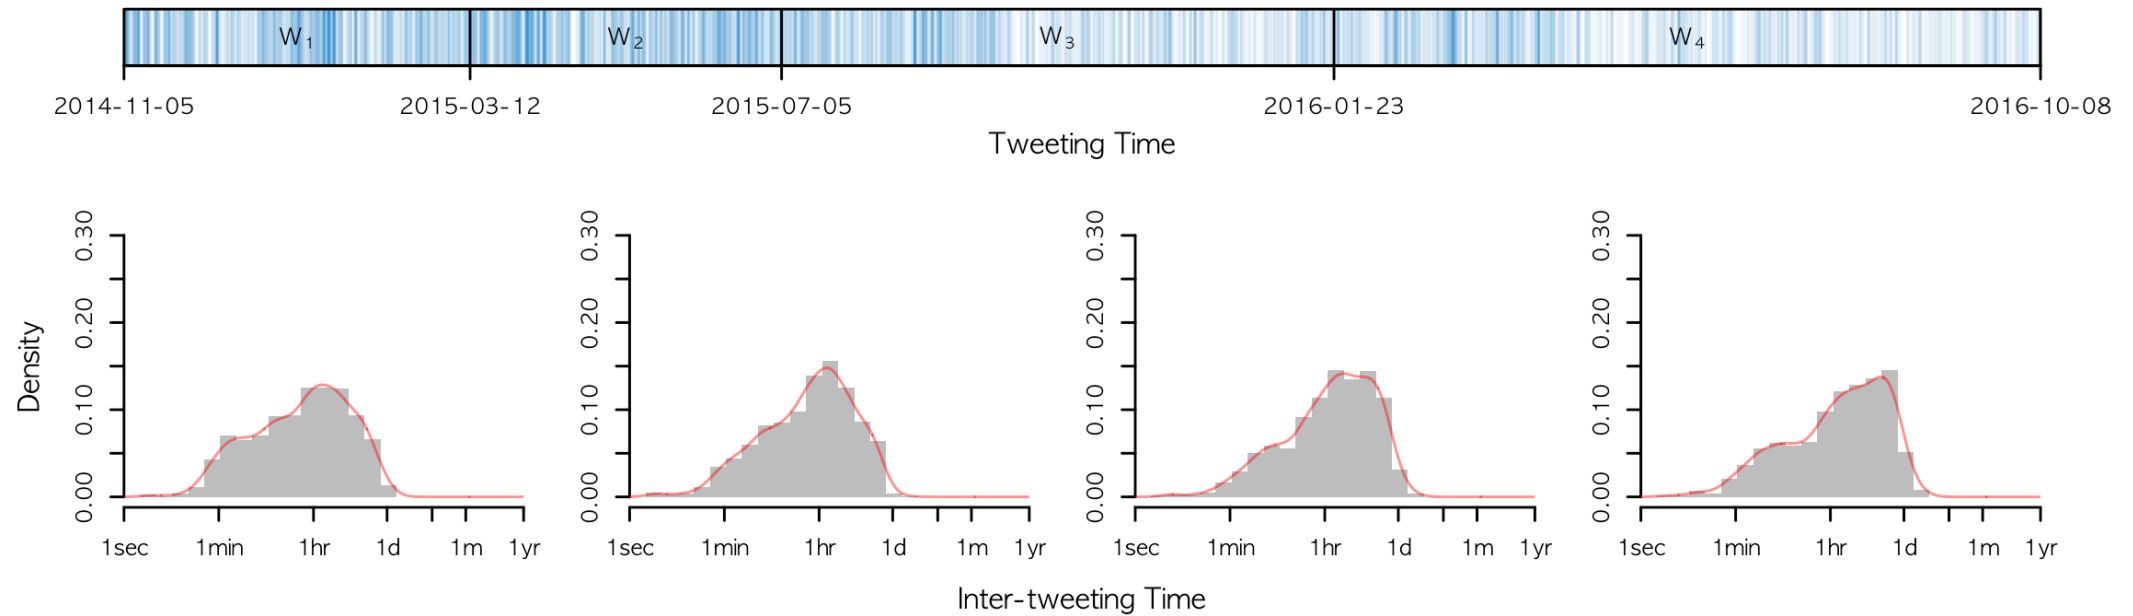 W₁ W₂ W₃ W₄
2014-11-05 2015-03-12 2015-07-05 2016-01-23 2016-10-08
Tweeting Time
Density
0.30 0.20 0.10 0.00
0.30 0.20 0.10 0.00
0.30 0.20 0.10 0.00
0.30 0.20 0.10 0.00
1sec 1min 1hr 1d 1m 1yr
1sec 1min 1hr 1d 1m 1yr
1sec 1min 1hr 1d 1m 1yr
1sec 1min 1hr 1d 1m 1yr
Inter-tweeting Time